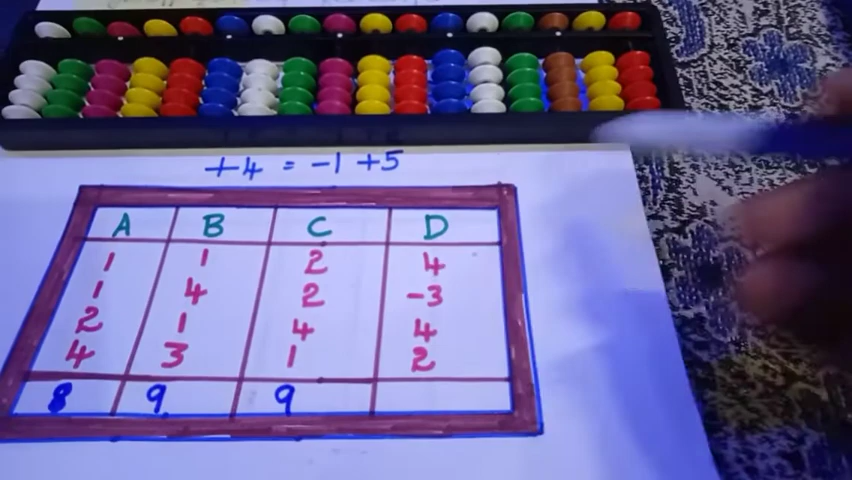 +4 = -1 +5
A B C D
1 1 2 4
1 4 2 -3
2 1 4 4
4 3 1 2
8 9 9